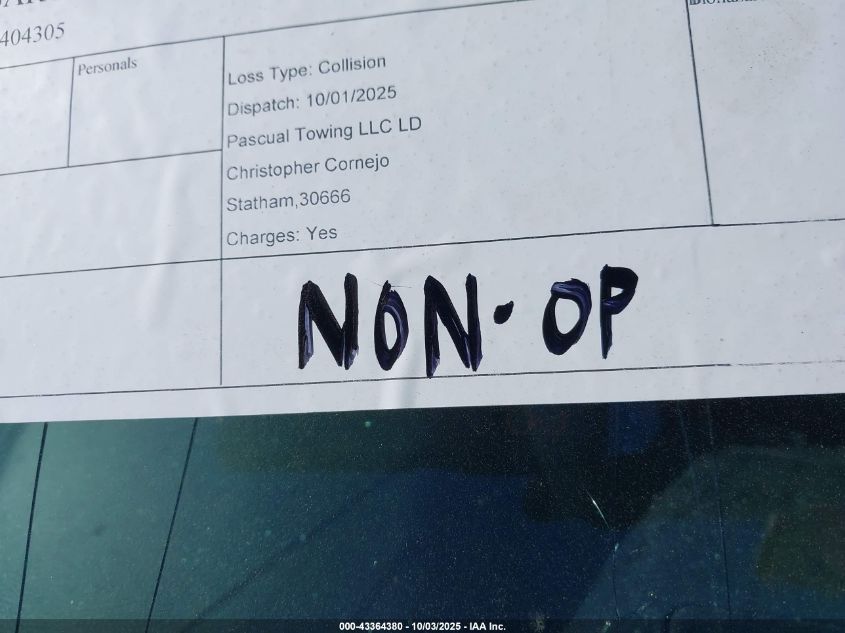 404305
Personals
Loss Type: Collision
Dispatch: 10/01/2025
Pascual Towing LLC LD
Christopher Cornejo
Statham,30666
Charges: Yes
NON-OP
000-43364380 - 10/03/2025 - IAA Inc.